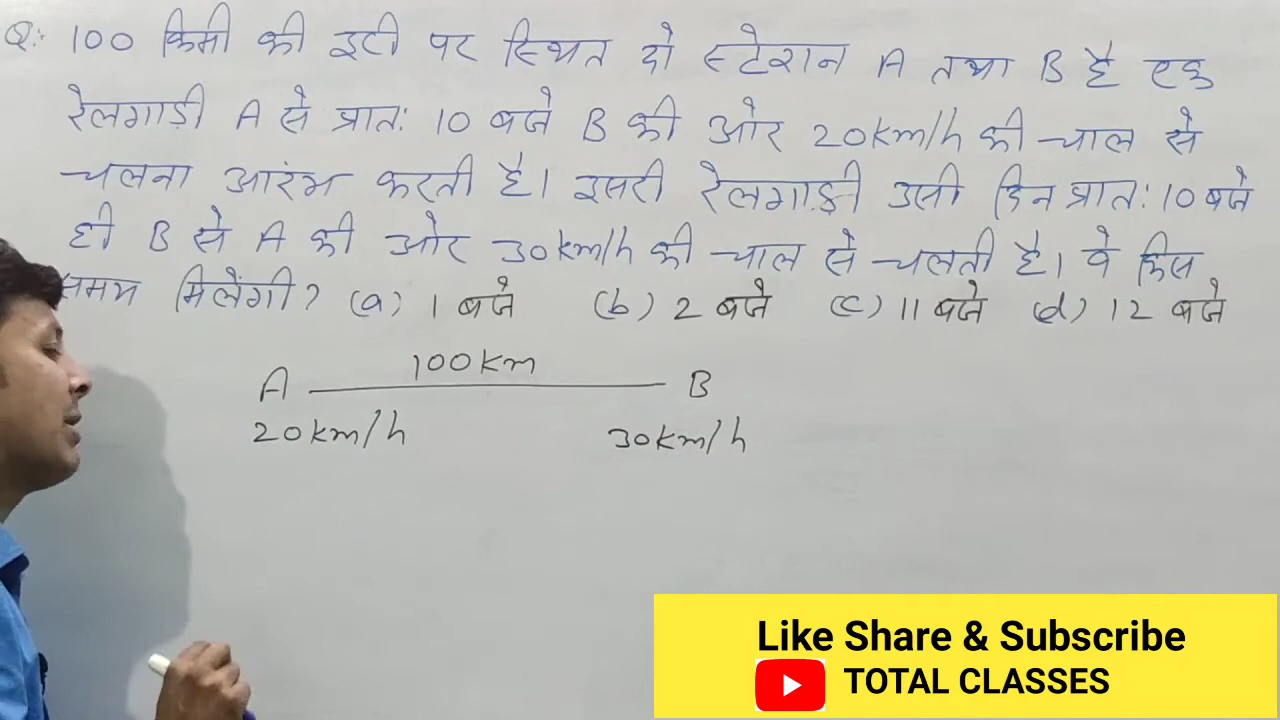 Q:- 100 किमी की दूरी पर स्थित दो स्टेशन A तथा B है एक
रेलगाड़ी A से प्रात: 10 बजे B की ओर 20km/h की चाल से
चलना आरंभ करती है। दूसरी रेलगाड़ी उसी दिन प्रात: 10 बजे
ही B से A की ओर 30km/h की चाल से चलती है। वे किस
समय मिलेंगी? (a) 1 बजे (b) 2 बजे (c) 11 बजे (d) 12 बजे
100km
A B
20km/h 30km/h
Like Share & Subscribe
TOTAL CLASSES